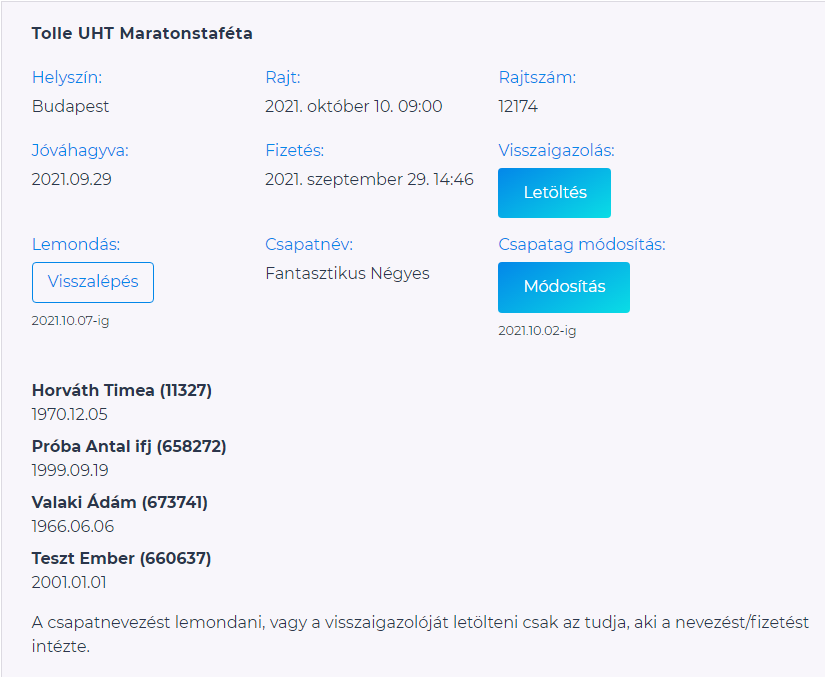 Tolle UHT Maratonstaféta
Helyszín:
Budapest
Rajt:
2021. október 10. 09:00
Rajtszám:
12174
Jóváhagyva:
2021.09.29
Fizetés:
2021. szeptember 29. 14:46
Visszaigazolás:
Letöltés
Lemondás:
Visszalépés
2021.10.07-ig
Csapatnév:
Fantasztikus Négyes
Csapatag módosítás:
Módosítás
2021.10.02-ig
Horváth Timea (11327)
1970.12.05
Próba Antal ifj (658272)
1999.09.19
Valaki Ádám (673741)
1966.06.06
Teszt Ember (660637)
2001.01.01
A csapatnevezést lemondani, vagy a visszaigazolóját letölteni csak az tudja, aki a nevezést/fizetést
intézte.